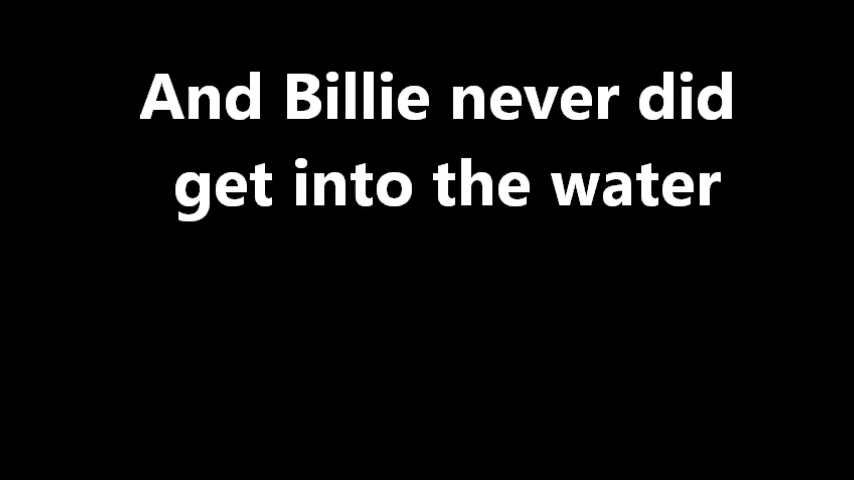 And Billie never did
get into the water